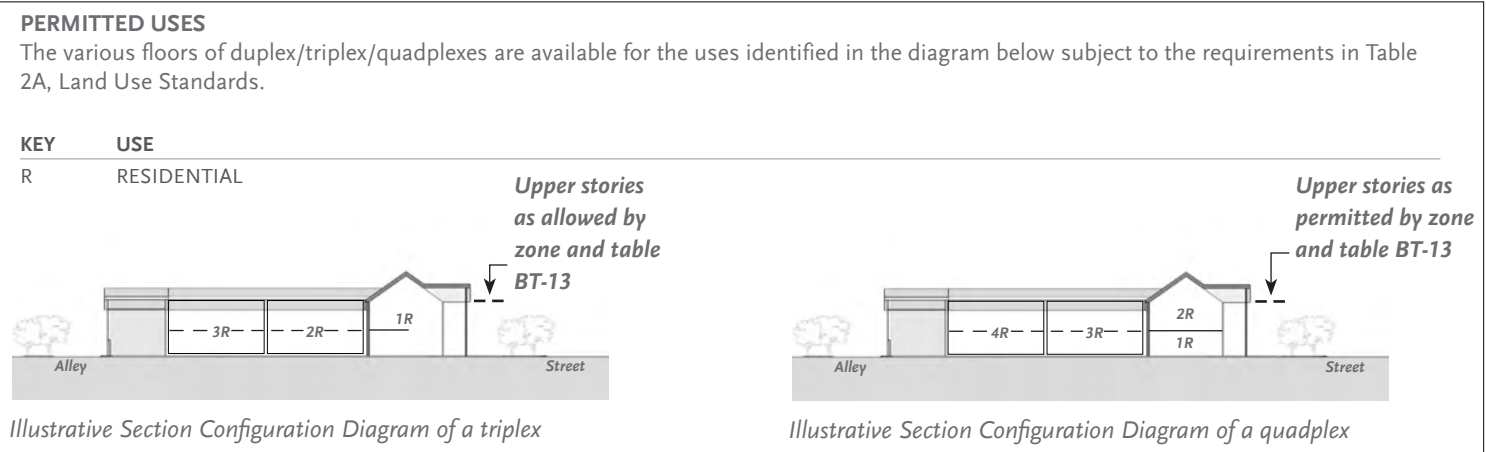 PERMITTED USES
The various floors of duplex/triplex/quadplexes are available for the uses identified in the diagram below subject to the requirements in Table
2A, Land Use Standards.
KEY USE
R RESIDENTIAL
Upper stories
as allowed by
zone and table
BT-13
3R
2R
1R
Alley
Street
Illustrative Section Configuration Diagram of a triplex
Upper stories as
permitted by zone
and table BT-13
4R
3R
2R
1R
Alley
Street
Illustrative Section Configuration Diagram of a quadplex